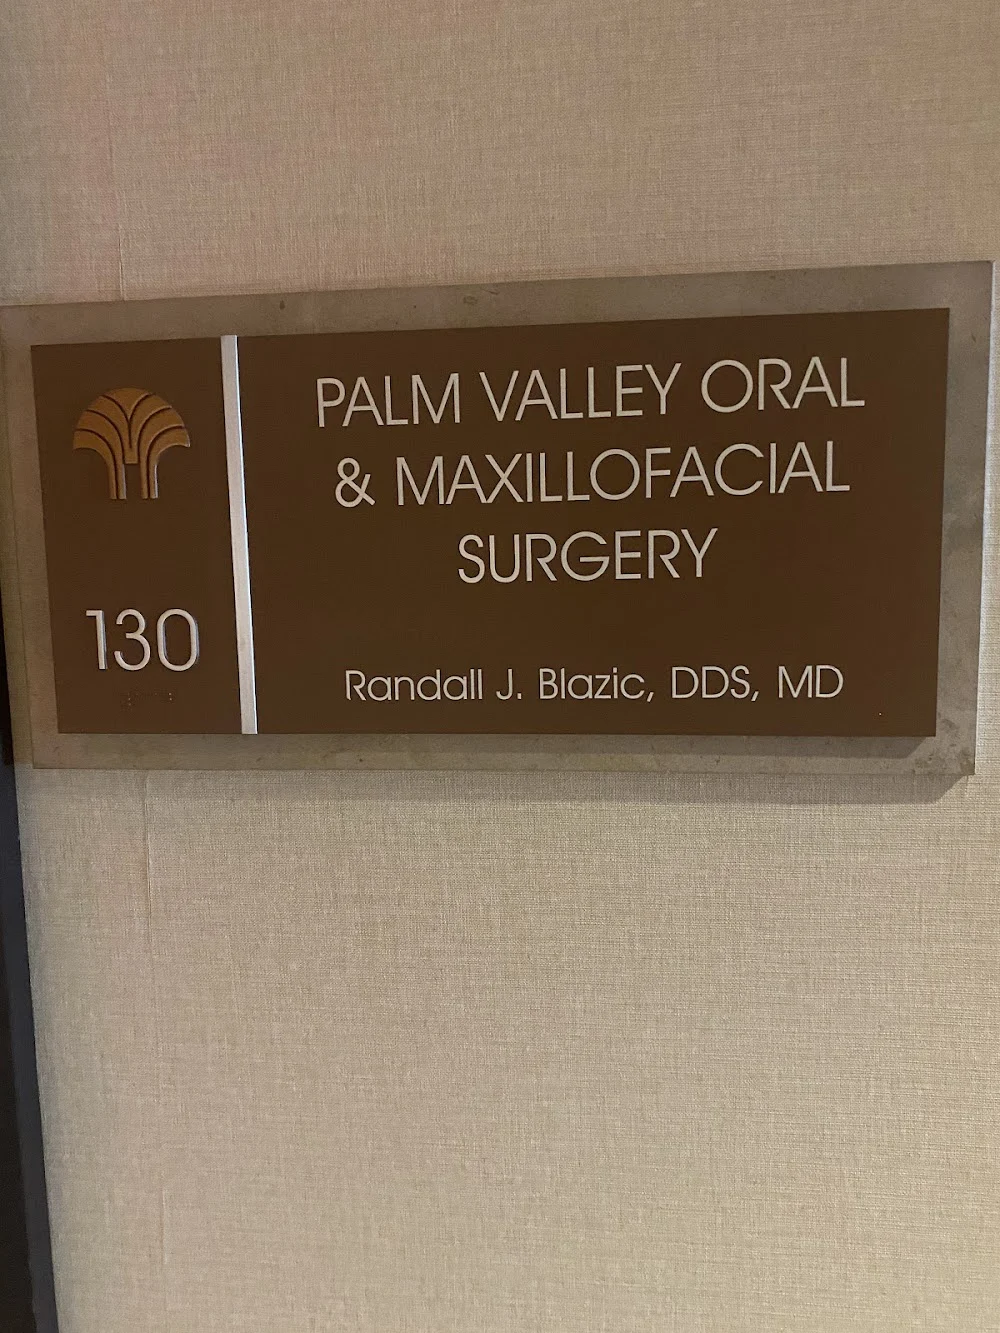 PALM VALLEY ORAL
& MAXILLOFACIAL
SURGERY
130
Randall J. Blazic, DDS, MD